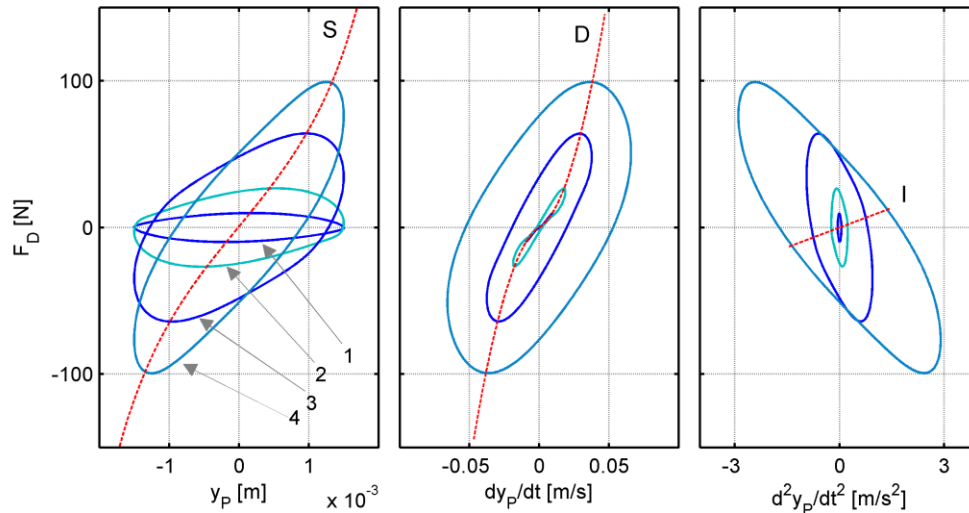 S
D
I
100
0
-100
F_D [N]
1
2
3
4
-1
0
1
y_P [m]
x 10^-3
-0.05
0
0.05
dy_P/dt [m/s]
-3
0
3
d^2y_P/dt^2 [m/s^2]